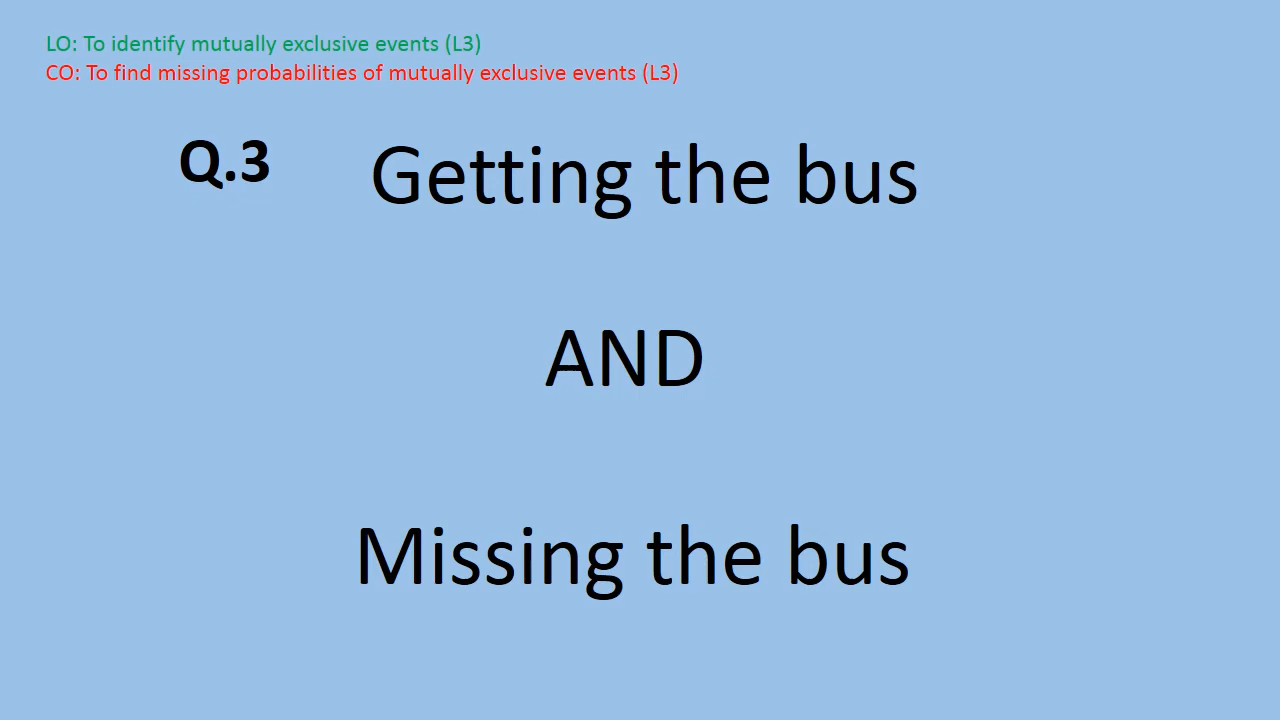 LO: To identify mutually exclusive events (L3)
CO: To find missing probabilities of mutually exclusive events (L3)
Q.3 Getting the bus
AND
Missing the bus